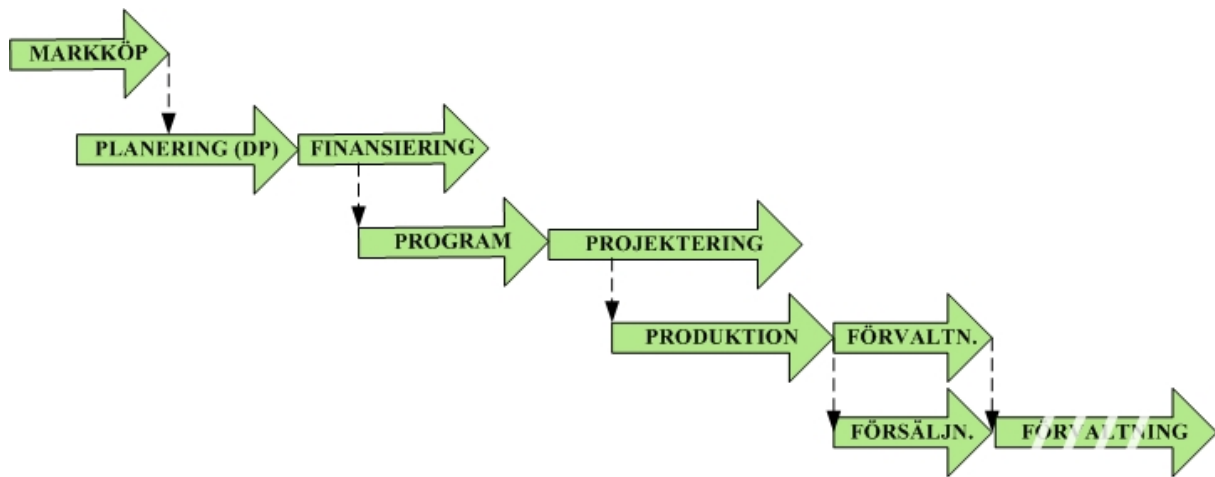 MARKKÖP
PLANERING (DP)
FINANSIERING
PROGRAM
PROJEKTERING
PRODUKTION
FÖRVALTN.
FÖRSÄLJN.
FÖRVALTNING